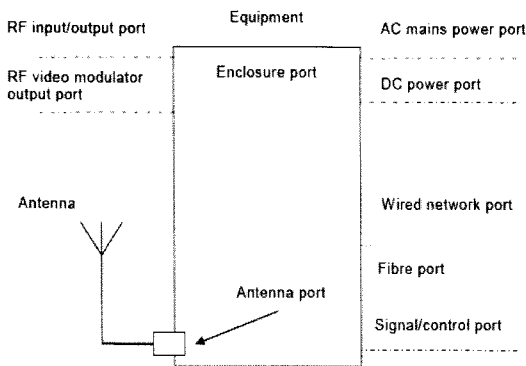 Equipment
RF input/output port
AC mains power port
RF video modulator
output port
Enclosure port
DC power port
Antenna
Wired network port
Fibre port
Antenna port
Signal/control port